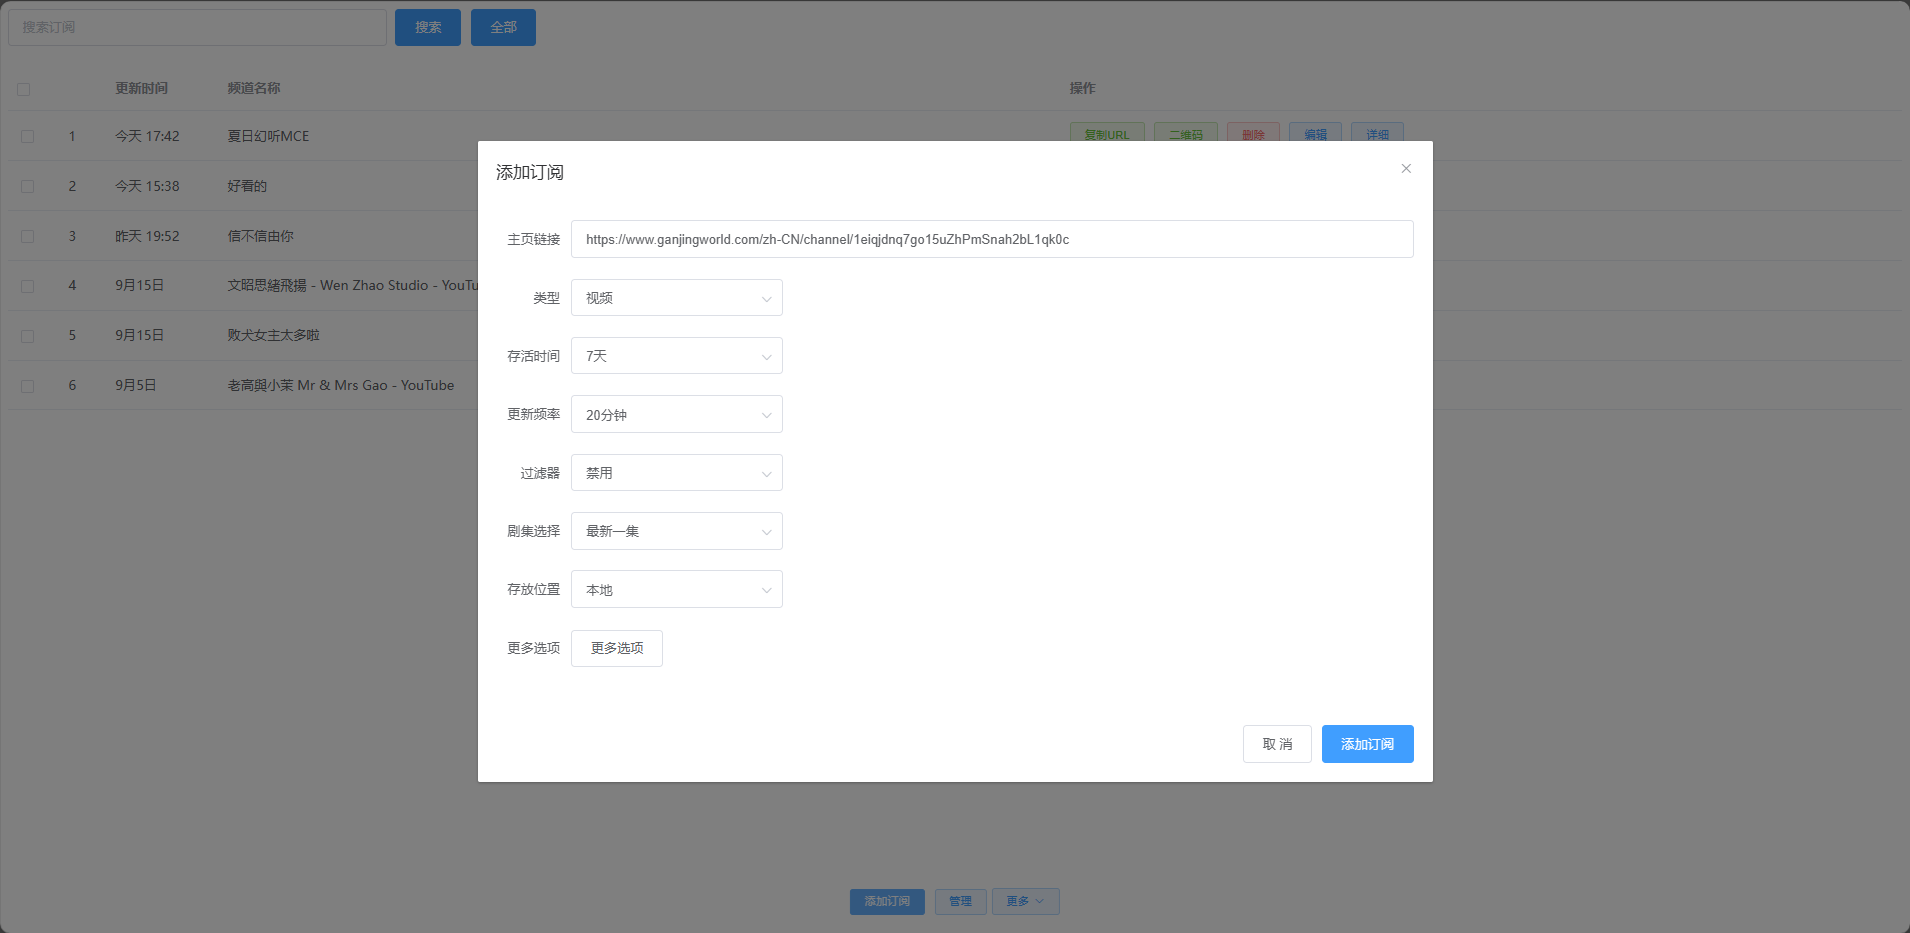 搜索订阅 搜索 全部
更新时间 频道名称 操作
1 今天 17:42 夏日幻听MCE 复制URL 二维码 删除 编辑 详细
2 今天 15:38 好看的
3 昨天 19:52 信不信由你
4 9月15日 文昭思緒飛揚 - Wen Zhao Studio - YouTu
5 9月15日 败犬女主太多啦
6 9月5日 老高與小茉 Mr & Mrs Gao - YouTube
添加订阅
主页链接 https://www.ganjingworld.com/zh-CN/channel/1eiqjdnq7go15uZhPmSnah2bL1qk0c
类型 视频
存活时间 7天
更新频率 20分钟
过滤器 禁用
剧集选择 最新一集
存放位置 本地
更多选项 更多选项
取 消 添加订阅
添加订阅 管理 更多